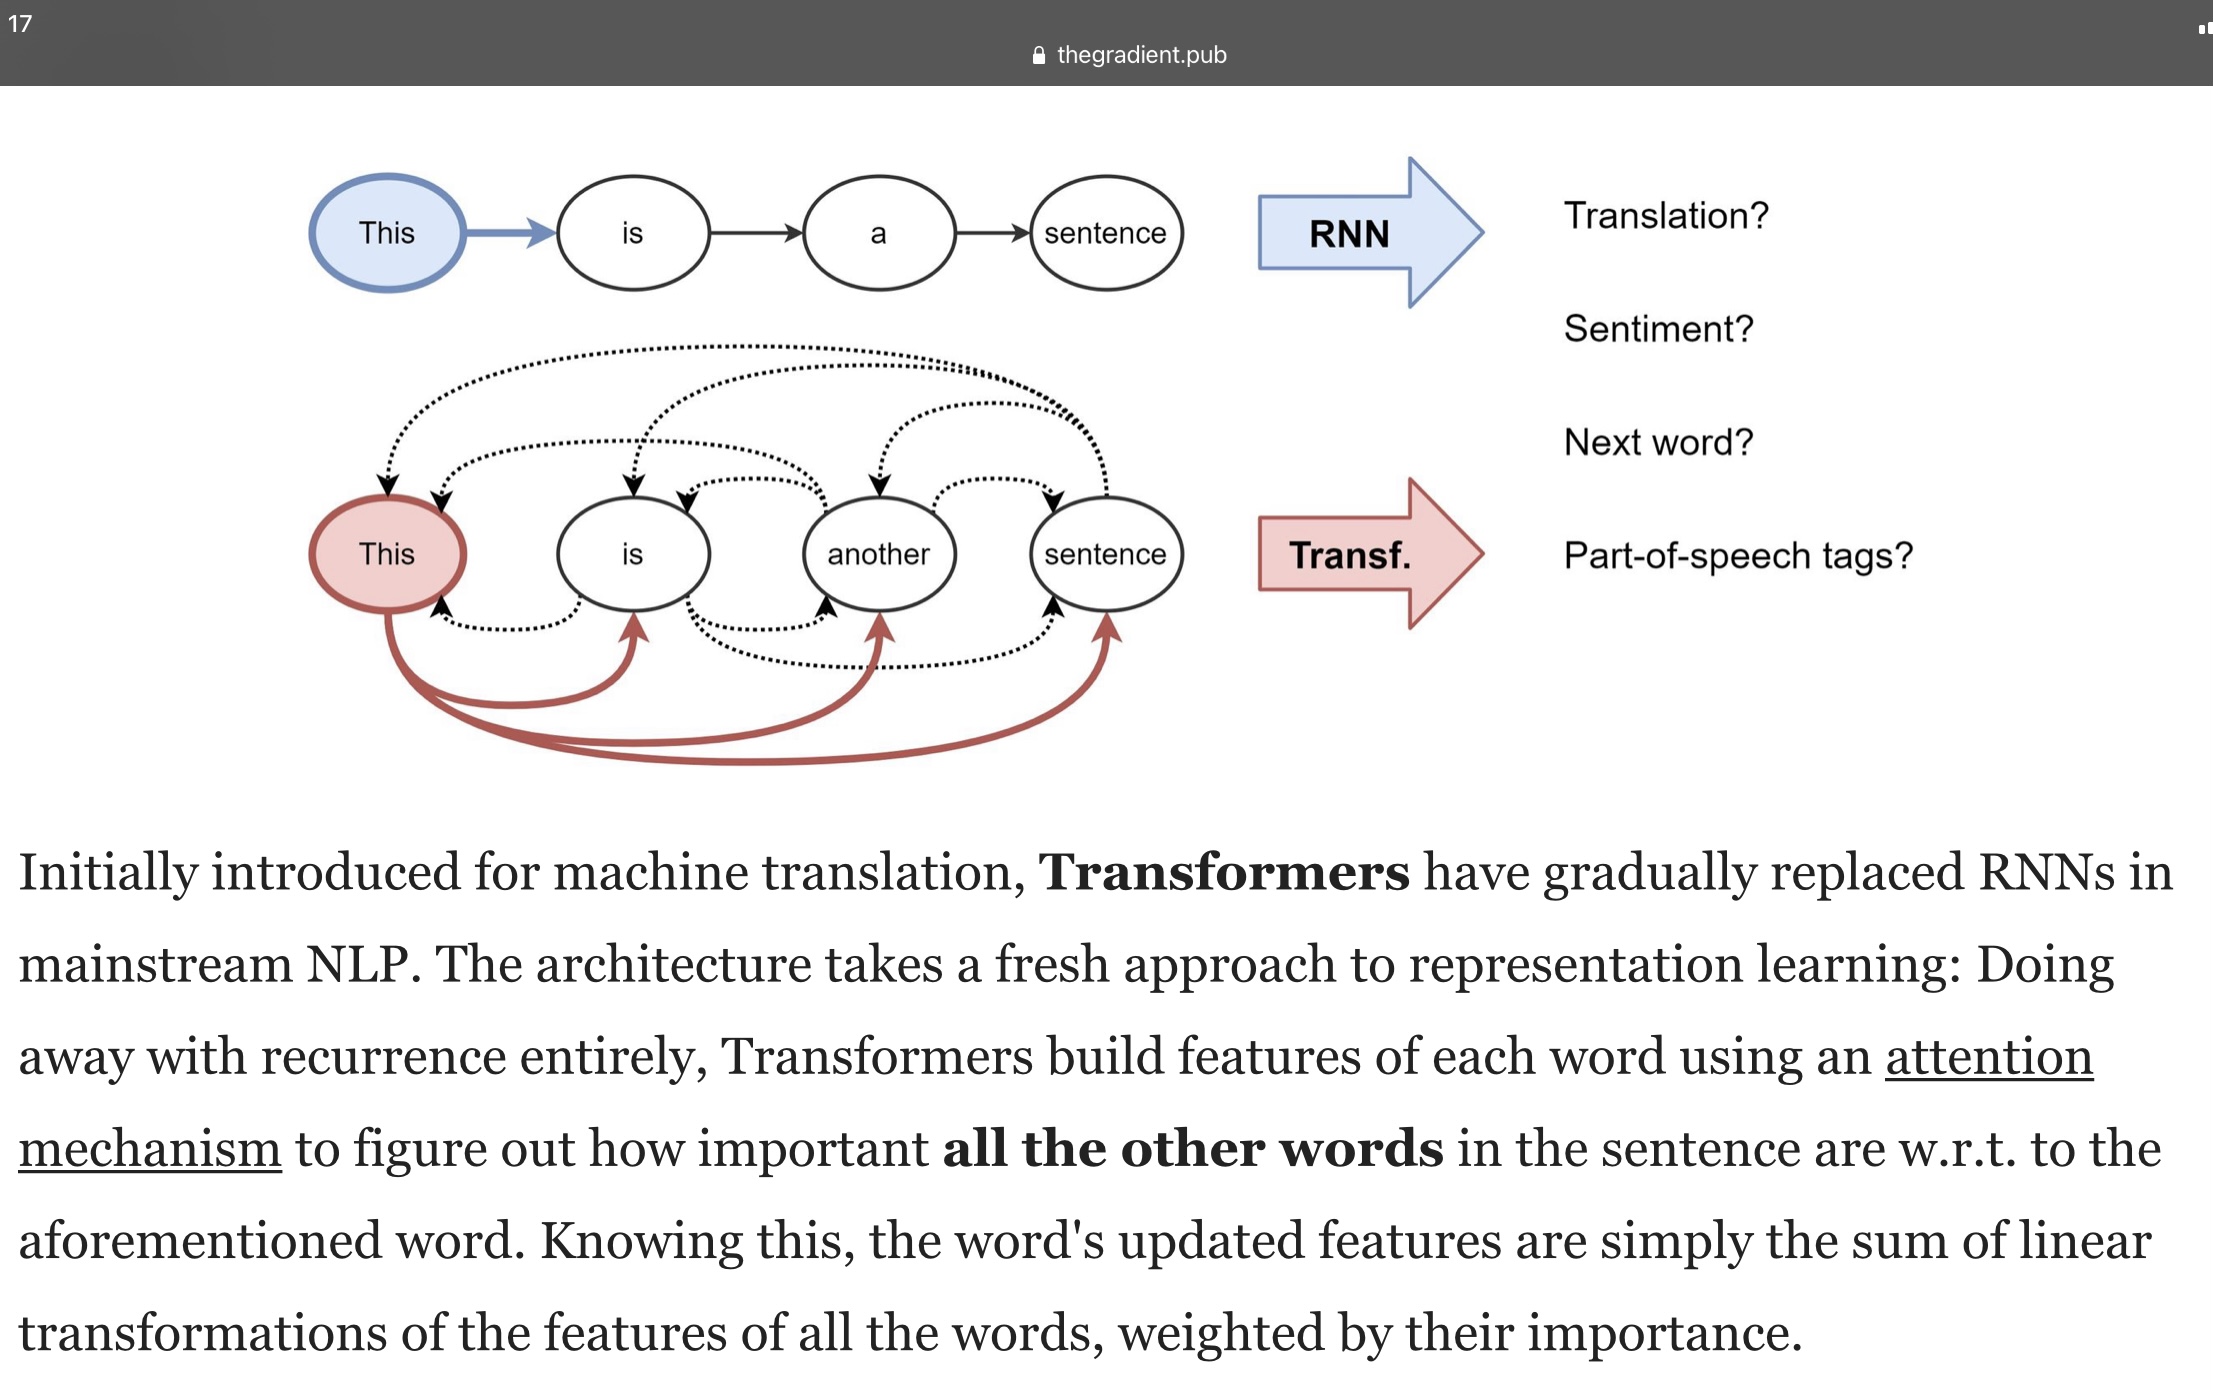 17
thegradient.pub
This is a sentence
RNN
Translation?
Sentiment?
Next word?
This is another sentence
Transf.
Part-of-speech tags?
Initially introduced for machine translation, Transformers have gradually replaced RNNs in
mainstream NLP. The architecture takes a fresh approach to representation learning: Doing
away with recurrence entirely, Transformers build features of each word using an attention
mechanism to figure out how important all the other words in the sentence are w.r.t. to the
aforementioned word. Knowing this, the word's updated features are simply the sum of linear
transformations of the features of all the words, weighted by their importance.